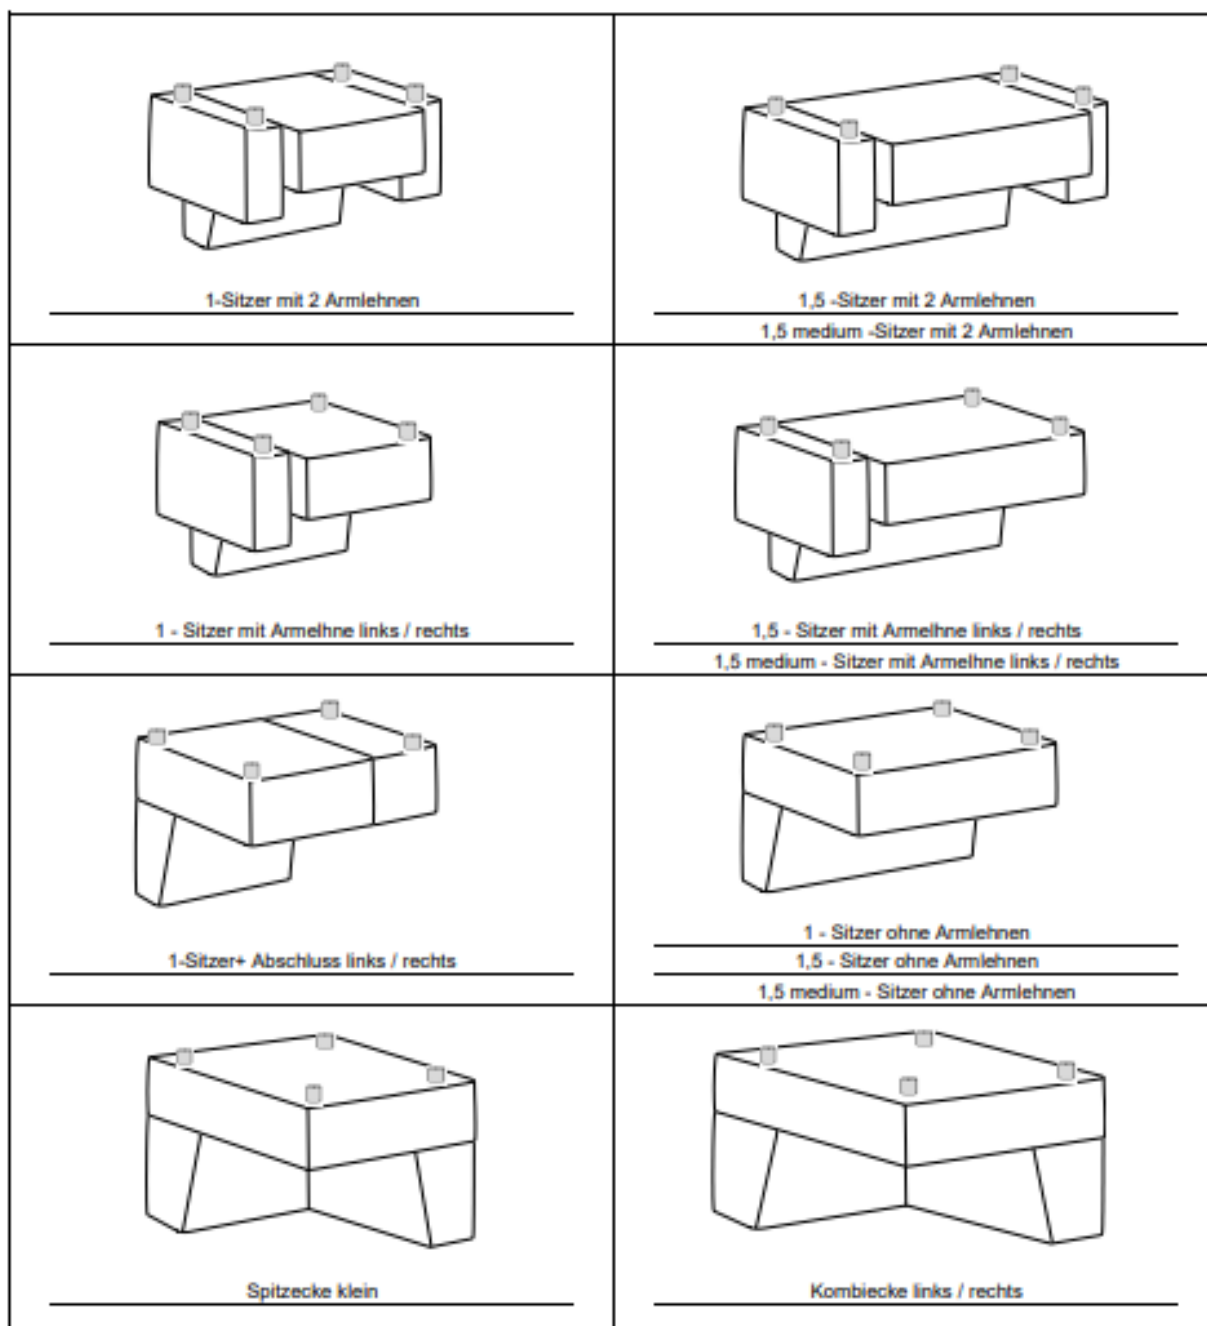 1-Sitzer mit 2 Armlehnen
1,5 -Sitzer mit 2 Armlehnen
1,5 medium -Sitzer mit 2 Armlehnen
1 - Sitzer mit Armelhne links / rechts
1,5 - Sitzer mit Armelhne links / rechts
1,5 medium - Sitzer mit Armelhne links / rechts
1-Sitzer+ Abschluss links / rechts
1 - Sitzer ohne Armlehnen
1,5 - Sitzer ohne Armlehnen
1,5 medium - Sitzer ohne Armlehnen
Spitzecke klein
Kombiecke links / rechts